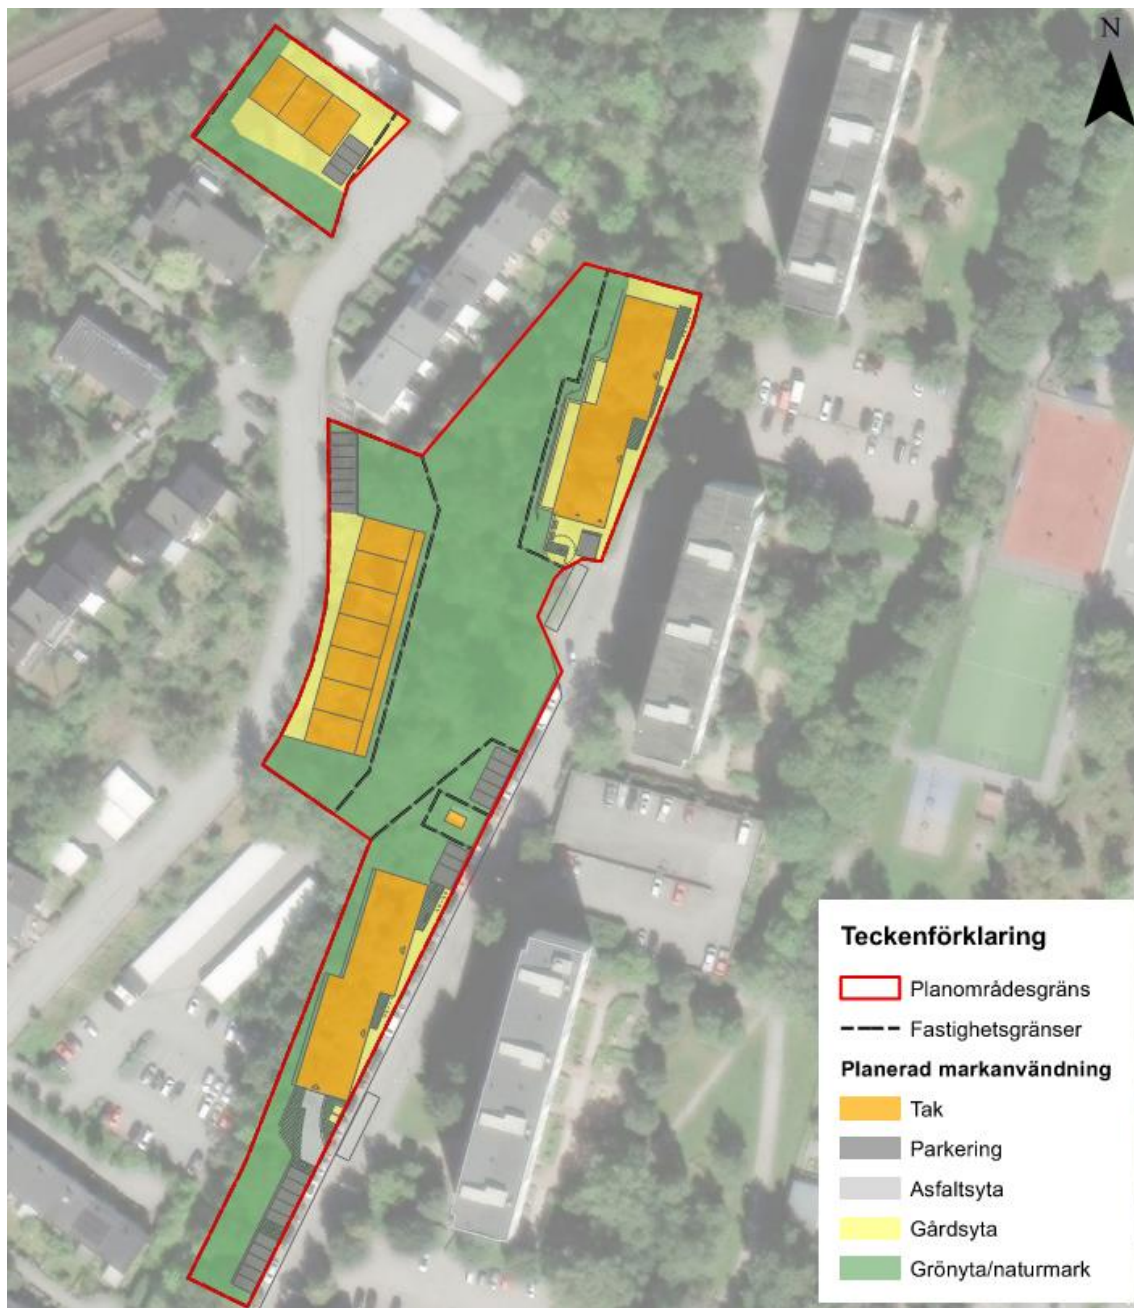 N
Teckenförklaring
Planområdesgräns
Fastighetsgränser
Planerad markanvändning
Tak
Parkering
Asfaltsyta
Gårdsyta
Grönyta/naturmark